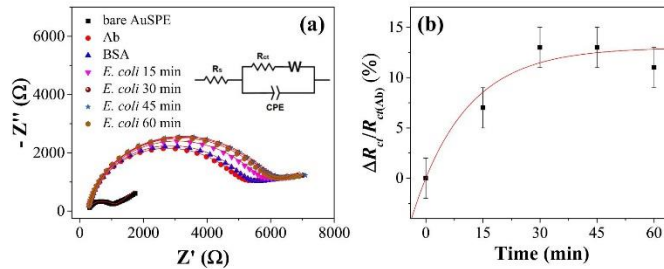 (a)
bare AuSPE
Ab
BSA
E. coli 15 min
E. coli 30 min
E. coli 45 min
E. coli 60 min
Rs
Rct
W
CPE
- Z'' (Ω)
6000
4000
2000
0
0 2000 4000 6000 8000
Z' (Ω)
(b)
ΔRct/Rct(Ab) (%)
15
10
5
0
0 15 30 45 60
Time (min)